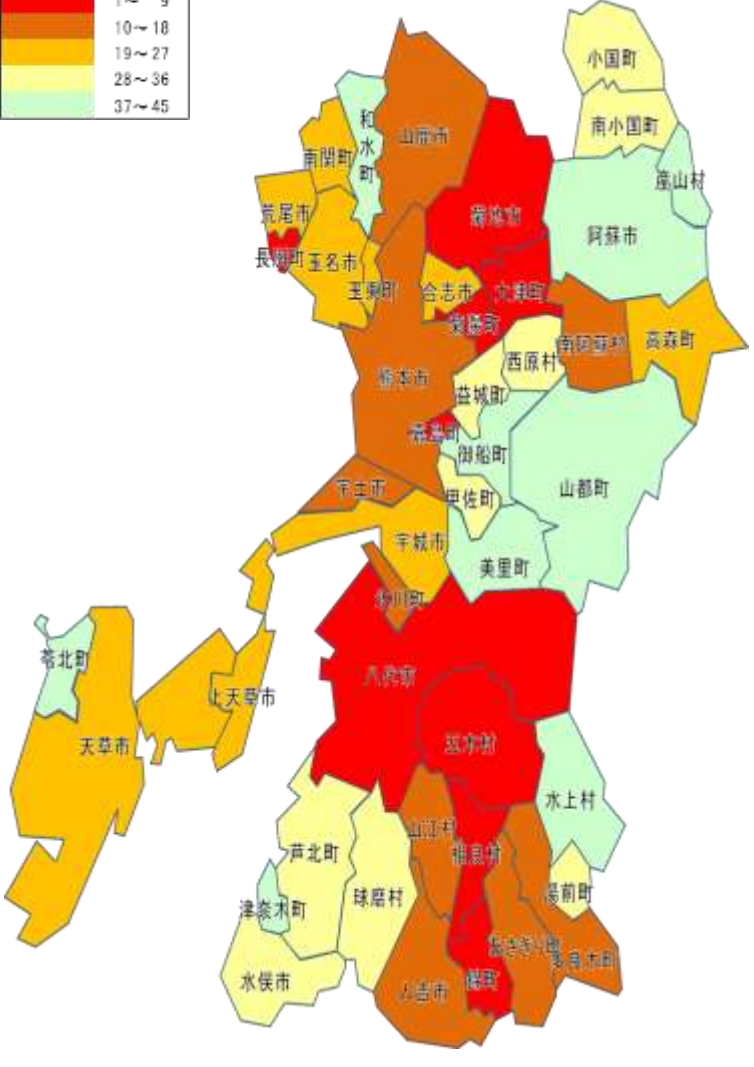 1～ 9
10～18
19～27
28～36
37～45
小国町
南小国町
和水町
山鹿市
南関町
産山村
荒尾市
菊池市
阿蘇市
長洲町
玉名市
玉東町
合志市
大津町
菊陽町
南阿蘇村
高森町
西原村
熊本市
益城町
嘉島町
御船町
山都町
宇土市
甲佐町
宇城市
美里町
氷川町
苓北町
八代市
上天草市
天草市
五木村
水上村
山江村
相良村
芦北町
湯前町
球磨村
津奈木町
あさぎり町
多良木町
水俣市
人吉市
錦町